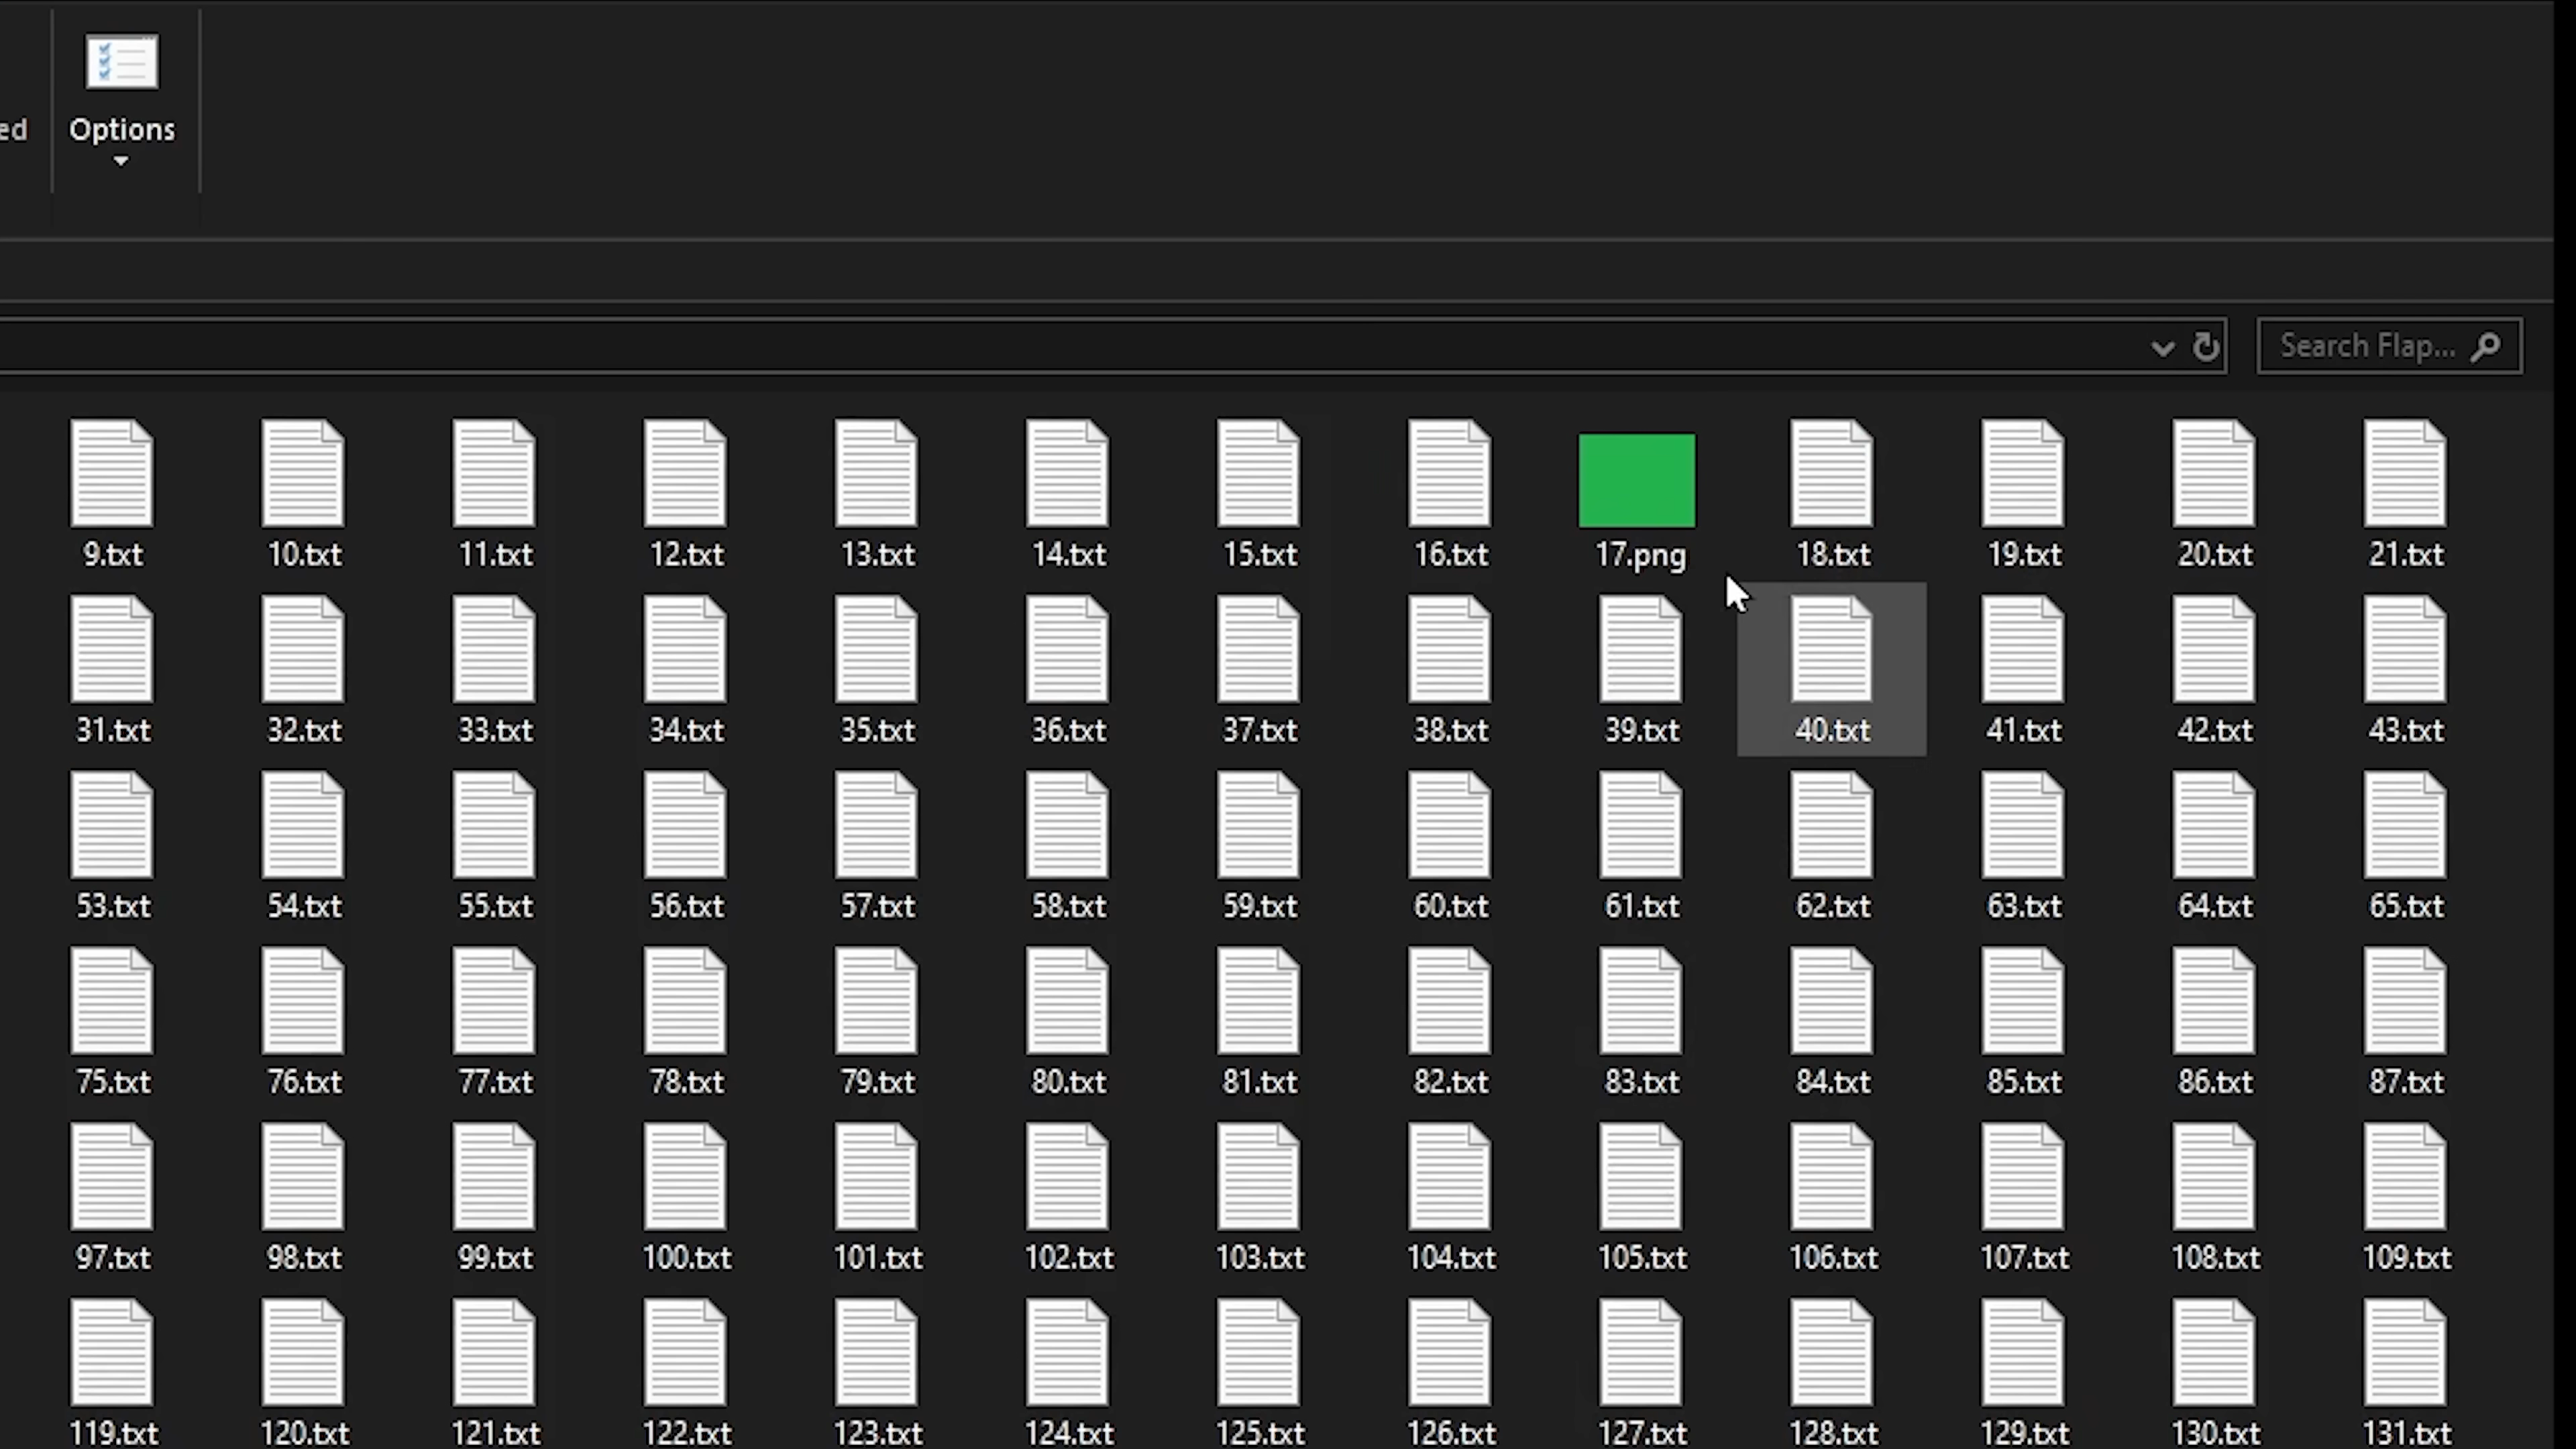 ed
Options
Search Flap...
9.txt 10.txt 11.txt 12.txt 13.txt 14.txt 15.txt 16.txt 17.png 18.txt 19.txt 20.txt 21.txt
31.txt 32.txt 33.txt 34.txt 35.txt 36.txt 37.txt 38.txt 39.txt 40.txt 41.txt 42.txt 43.txt
53.txt 54.txt 55.txt 56.txt 57.txt 58.txt 59.txt 60.txt 61.txt 62.txt 63.txt 64.txt 65.txt
75.txt 76.txt 77.txt 78.txt 79.txt 80.txt 81.txt 82.txt 83.txt 84.txt 85.txt 86.txt 87.txt
97.txt 98.txt 99.txt 100.txt 101.txt 102.txt 103.txt 104.txt 105.txt 106.txt 107.txt 108.txt 109.txt
119.txt 120.txt 121.txt 122.txt 123.txt 124.txt 125.txt 126.txt 127.txt 128.txt 129.txt 130.txt 131.txt